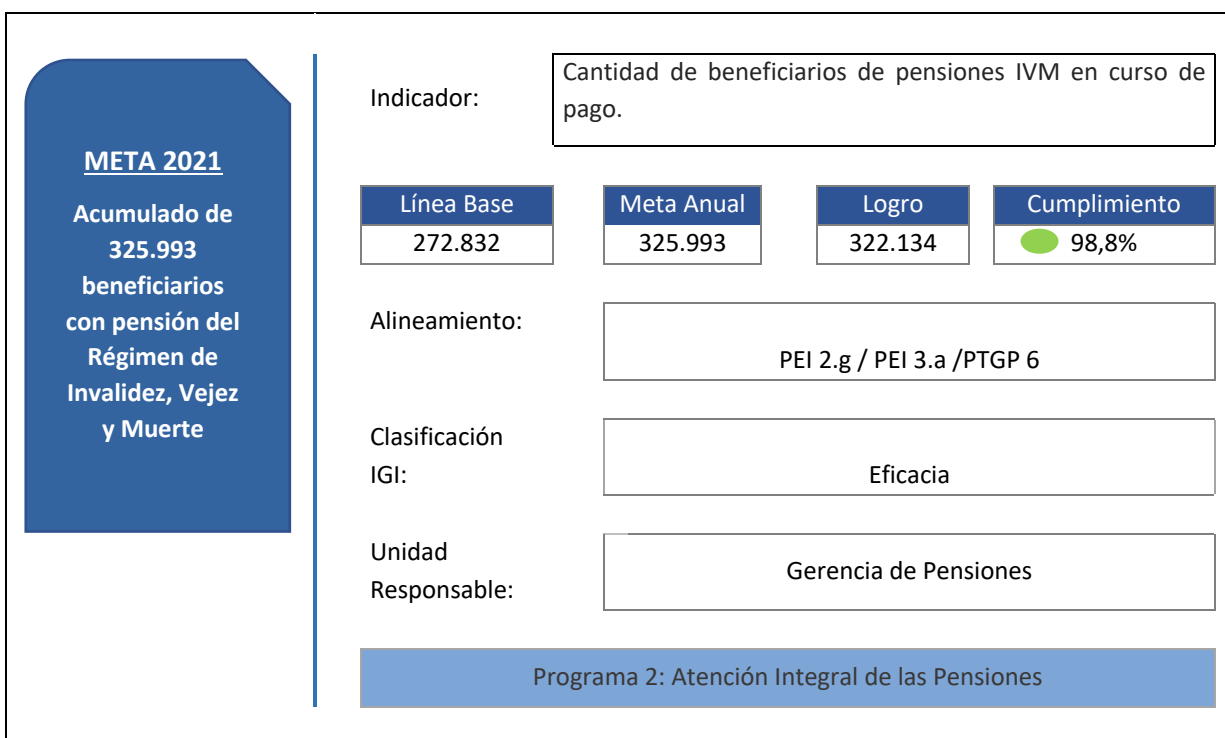 META 2021
Acumulado de
325.993
beneficiarios
con pensión del
Régimen de
Invalidez, Vejez
y Muerte
Indicador:
Cantidad de beneficiarios de pensiones IVM en curso de
pago.
Línea Base
272.832
Meta Anual
325.993
Logro
322.134
Cumplimiento
98,8%
Alineamiento:
PEI 2.g / PEI 3.a /PTGP 6
Clasificación
IGI:
Eficacia
Unidad
Responsable:
Gerencia de Pensiones
Programa 2: Atención Integral de las Pensiones